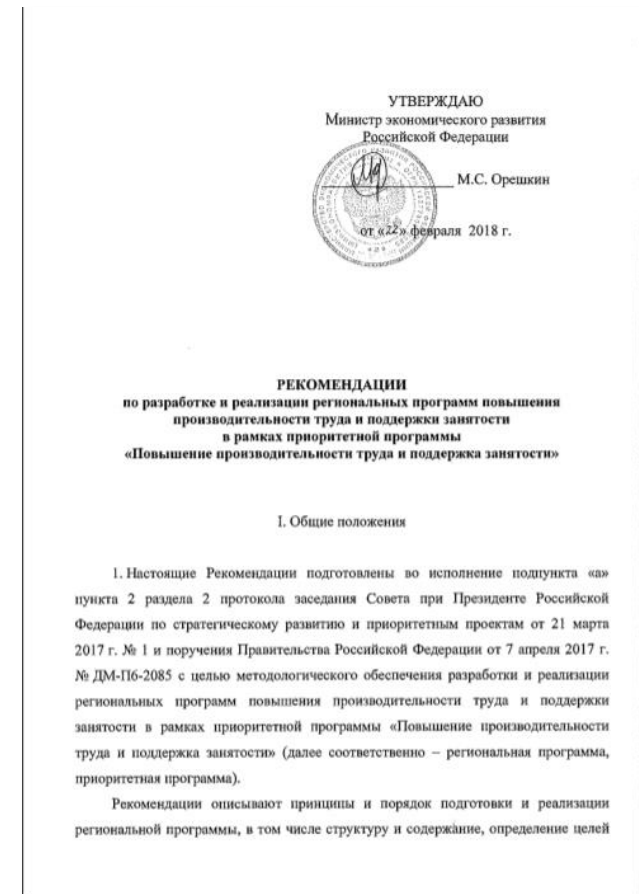 УТВЕРЖДАЮ
Министр экономического развития
Российской Федерации
М.С. Орешкин
от «22» февраля 2018 г.
РЕКОМЕНДАЦИИ
по разработке и реализации региональных программ повышения
производительности труда и поддержки занятости
в рамках приоритетной программы
«Повышение производительности труда и поддержка занятости»
I. Общие положения
1. Настоящие Рекомендации подготовлены во исполнение подпункта «а»
пункта 2 раздела 2 протокола заседания Совета при Президенте Российской
Федерации по стратегическому развитию и приоритетным проектам от 21 марта
2017 г. № 1 и поручения Правительства Российской Федерации от 7 апреля 2017 г.
№ ДМ-П6-2085 с целью методологического обеспечения разработки и реализации
региональных программ повышения производительности труда и поддержки
занятости в рамках приоритетной программы «Повышение производительности
труда и поддержка занятости» (далее соответственно – региональная программа,
приоритетная программа).
Рекомендации описывают принципы и порядок подготовки и реализации
региональной программы, в том числе структуру и содержание, определение целей